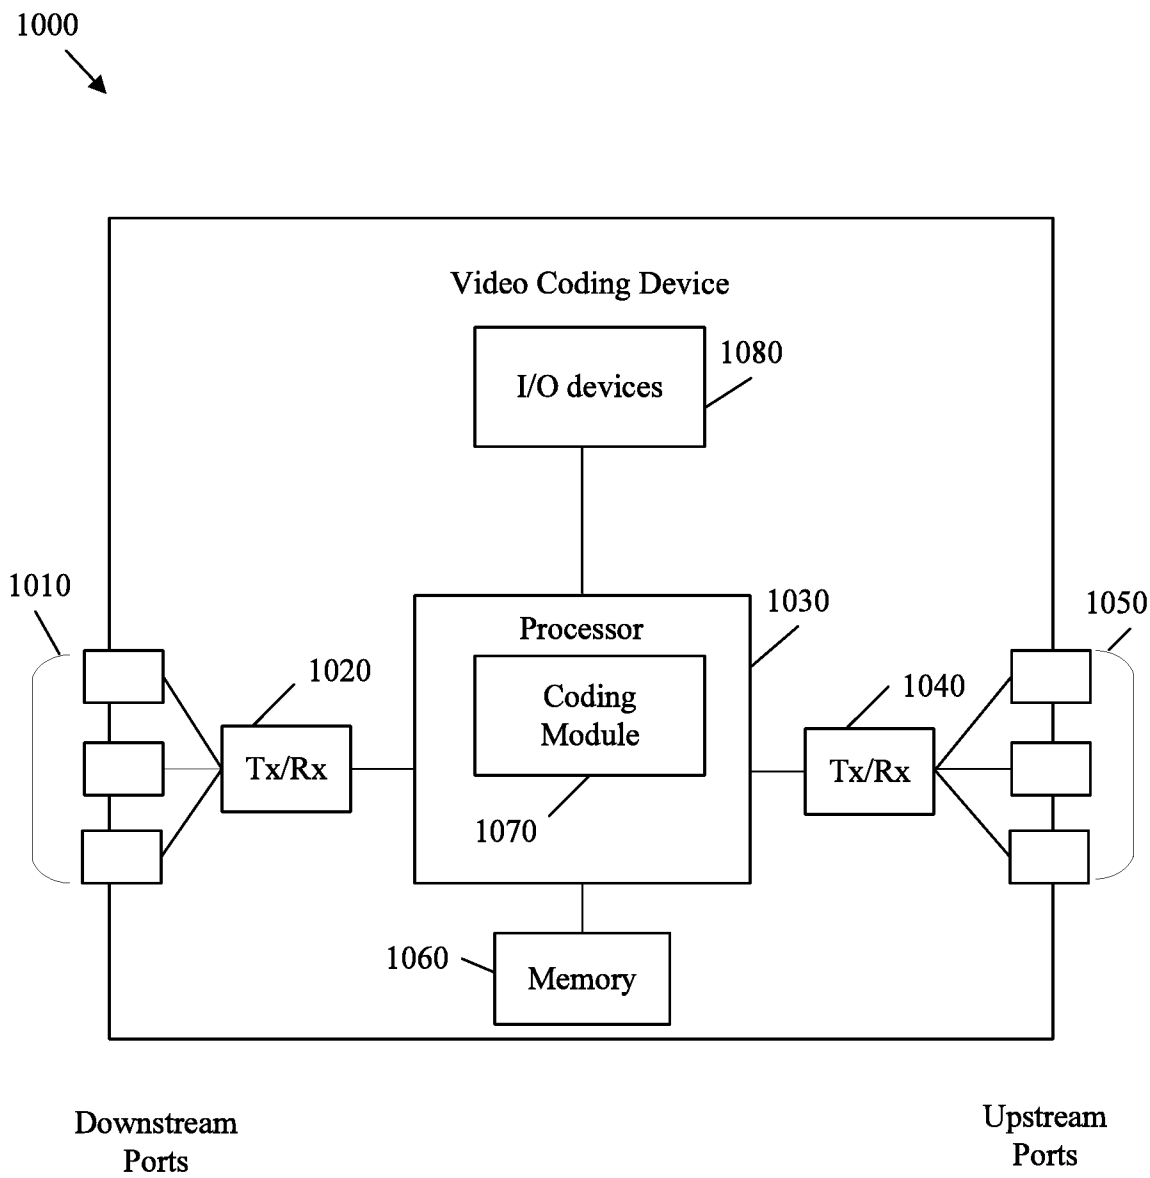 1000
Video Coding Device
I/O devices
1080
1010
Processor
1030
1050
Coding
Module
1020
1040
Tx/Rx
Tx/Rx
1070
1060
Memory
Downstream
Ports
Upstream
Ports